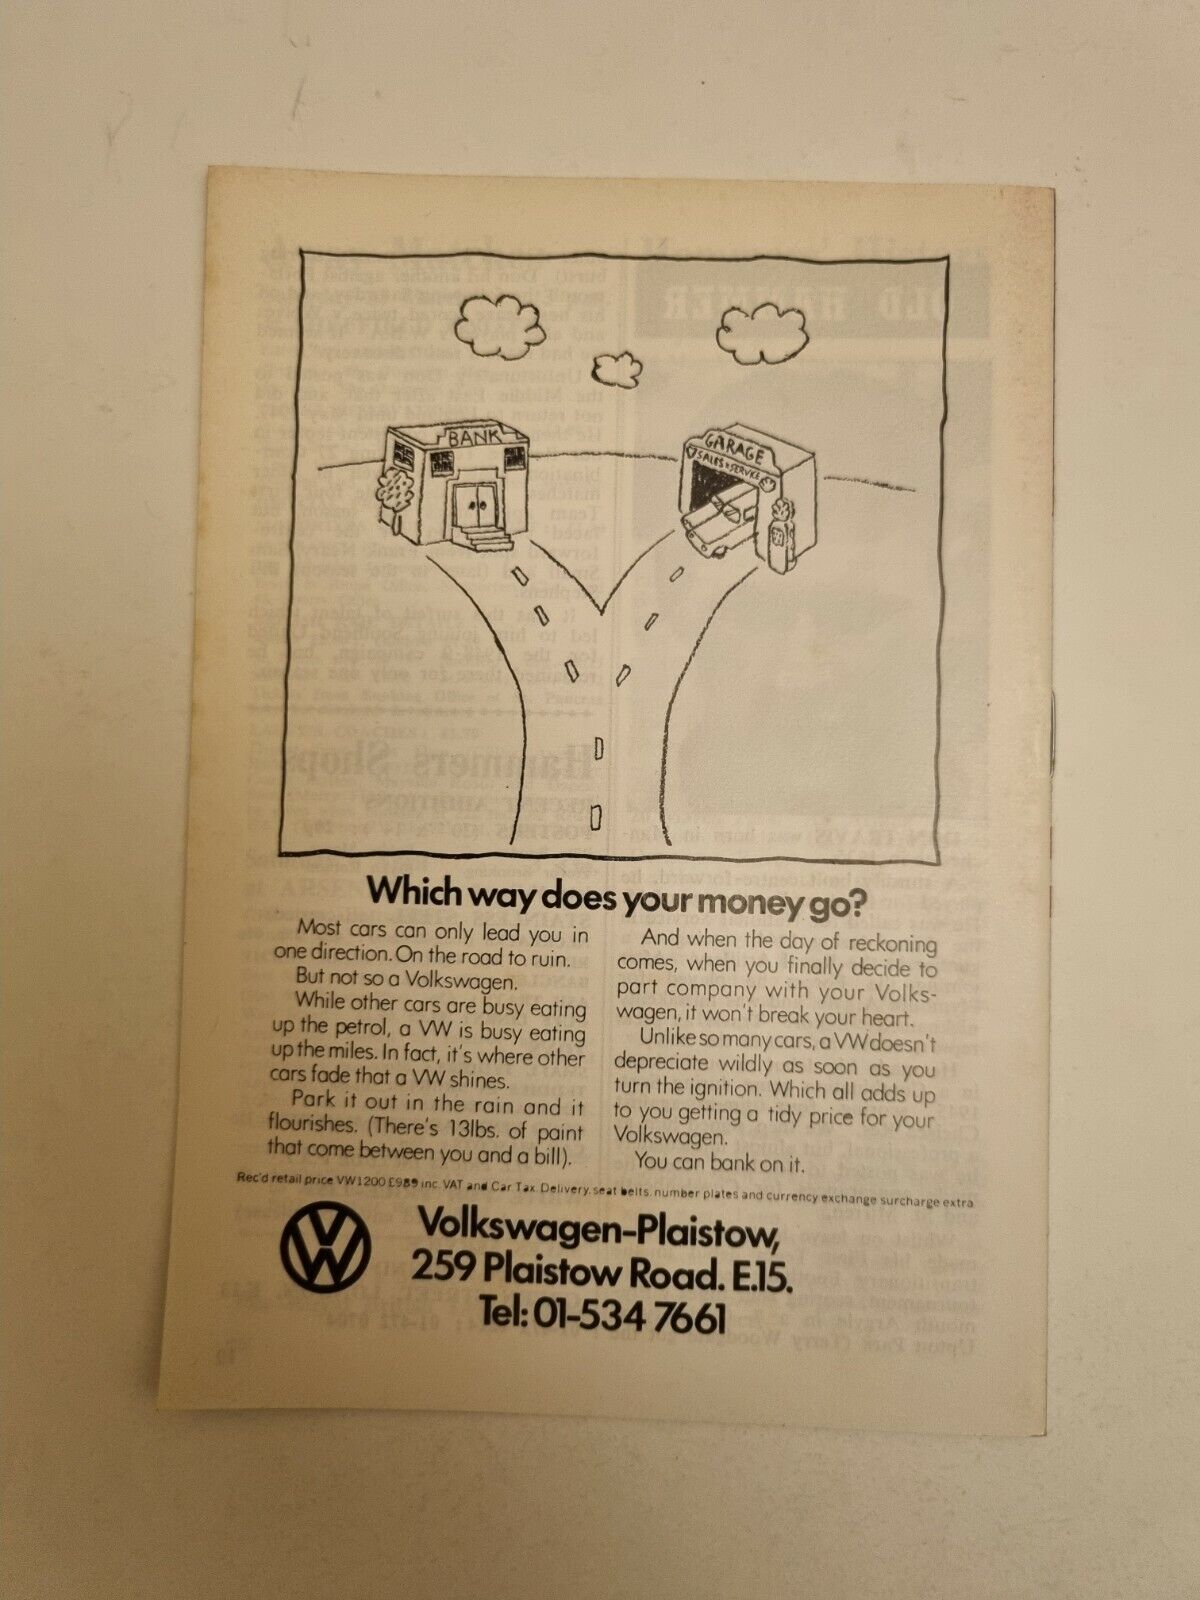 BANK
GARAGE
SALES & SERVICE
Which way does your money go?
Most cars can only lead you in
one direction. On the road to ruin.
But not so a Volkswagen.
While other cars are busy eating
up the petrol, a VW is busy eating
up the miles. In fact, it's where other
cars fade that a VW shines.
Park it out in the rain and it
flourishes. (There's 13lbs. of paint
that come between you and a bill).
And when the day of reckoning
comes, when you finally decide to
part company with your Volks-
wagen, it won't break your heart.
Unlike so many cars, a VW doesn't
depreciate wildly as soon as you
turn the ignition. Which all adds up
to you getting a tidy price for your
Volkswagen.
You can bank on it.
Rec'd retail price VW1200 inc. VAT and Car Tax. Delivery, seat belts, number plates and currency exchange surcharge extra
VW
Volkswagen-Plaistow,
259 Plaistow Road. E.15.
Tel: 01-534 7661